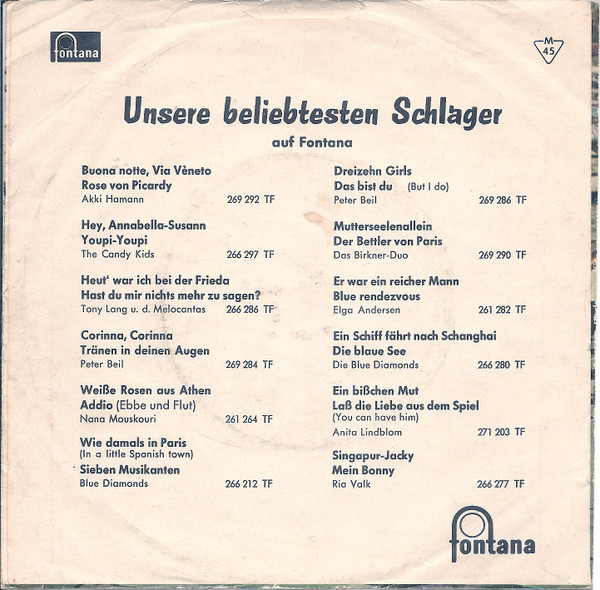 fontana
M
45
Unsere beliebtesten Schlager
auf Fontana
Buona notte, Via Vèneto
Rose von Picardy
Akki Hamann 269 292 TF
Hey, Annabella-Susann
Youpi-Youpi
The Candy Kids 266 297 TF
Heut' war ich bei der Frieda
Hast du mir nichts mehr zu sagen?
Tony Lang u. d. Melocantas 266 286 TF
Corinna, Corinna
Tränen in deinen Augen
Peter Beil 269 284 TF
Weiße Rosen aus Athen
Addio (Ebbe und Flut)
Nana Mouskouri 261 264 TF
Wie damals in Paris
(In a little Spanish town)
Sieben Musikanten
Blue Diamonds 266 212 TF
Dreizehn Girls
Das bist du (But I do)
Peter Beil 269 286 TF
Mutterseelenallein
Der Bettler von Paris
Das Birkner-Duo 269 290 TF
Er war ein reicher Mann
Blue rendezvous
Elga Andersen 261 282 TF
Ein Schiff fährt nach Schanghai
Die blaue See
Die Blue Diamonds 266 280 TF
Ein bißchen Mut
Laß die Liebe aus dem Spiel
(You can have him)
Anita Lindblom 271 203 TF
Singapur-Jacky
Mein Bonny
Ria Valk 266 277 TF
fontana